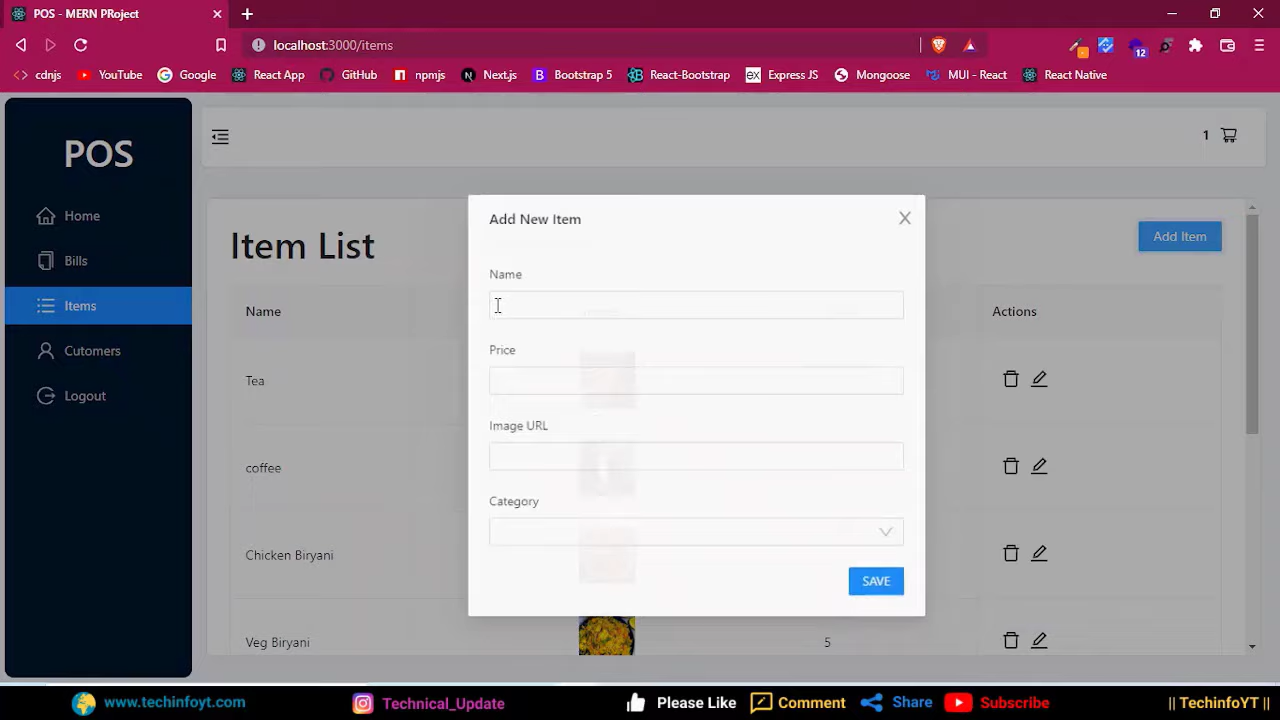 POS - MERN PRoject
localhost:3000/items
12
cdnjs
YouTube
Google
React App
GitHub
npmjs
Next.js
Bootstrap 5
React-Bootstrap
ex Express JS
Mongoose
MUI - React
React Native
POS
Home
Bills
Items
Cutomers
Logout
1
Item List
Add Item
Name
Actions
Tea
coffee
Chicken Biryani
Veg Biryani
5
Add New Item
Name
Price
Image URL
Category
SAVE
www.techinfoyt.com
Technical_Update
Please Like
Comment
Share
Subscribe
|| TechinfoYT ||